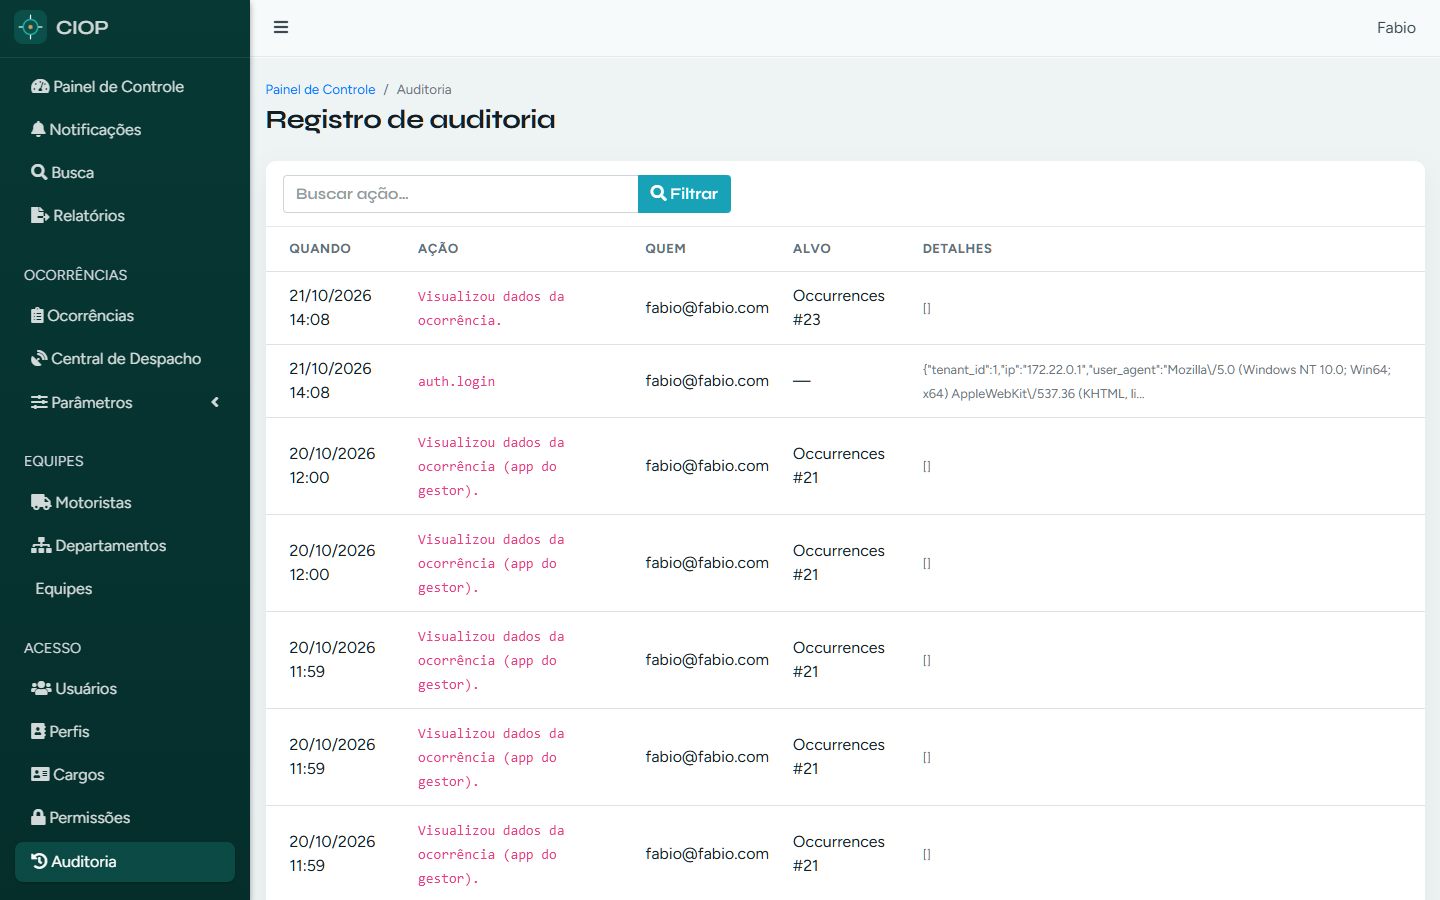 CIOP
Fabio
Painel de Controle
Notificações
Busca
Relatórios
OCORRÊNCIAS
Ocorrências
Central de Despacho
Parâmetros
EQUIPES
Motoristas
Departamentos
Equipes
ACESSO
Usuários
Perfis
Cargos
Permissões
Auditoria
Painel de Controle / Auditoria
Registro de auditoria
Buscar ação...
Filtrar
QUANDO AÇÃO QUEM ALVO DETALHES
21/10/2026
14:08
Visualizou dados da
ocorrência.
fabio@fabio.com
Occurrences
#23
[]
21/10/2026
14:08
auth.login
fabio@fabio.com
—
{"tenant_id":1,"ip":"172.22.0.1","user_agent":"Mozilla\/5.0 (Windows NT 10.0; Win64;
x64) AppleWebKit\/537.36 (KHTML, li...
20/10/2026
12:00
Visualizou dados da
ocorrência (app do
gestor).
fabio@fabio.com
Occurrences
#21
[]
20/10/2026
12:00
Visualizou dados da
ocorrência (app do
gestor).
fabio@fabio.com
Occurrences
#21
[]
20/10/2026
11:59
Visualizou dados da
ocorrência (app do
gestor).
fabio@fabio.com
Occurrences
#21
[]
20/10/2026
11:59
Visualizou dados da
ocorrência (app do
gestor).
fabio@fabio.com
Occurrences
#21
[]
20/10/2026
11:59
Visualizou dados da
ocorrência (app do
gestor).
fabio@fabio.com
Occurrences
#21
[]